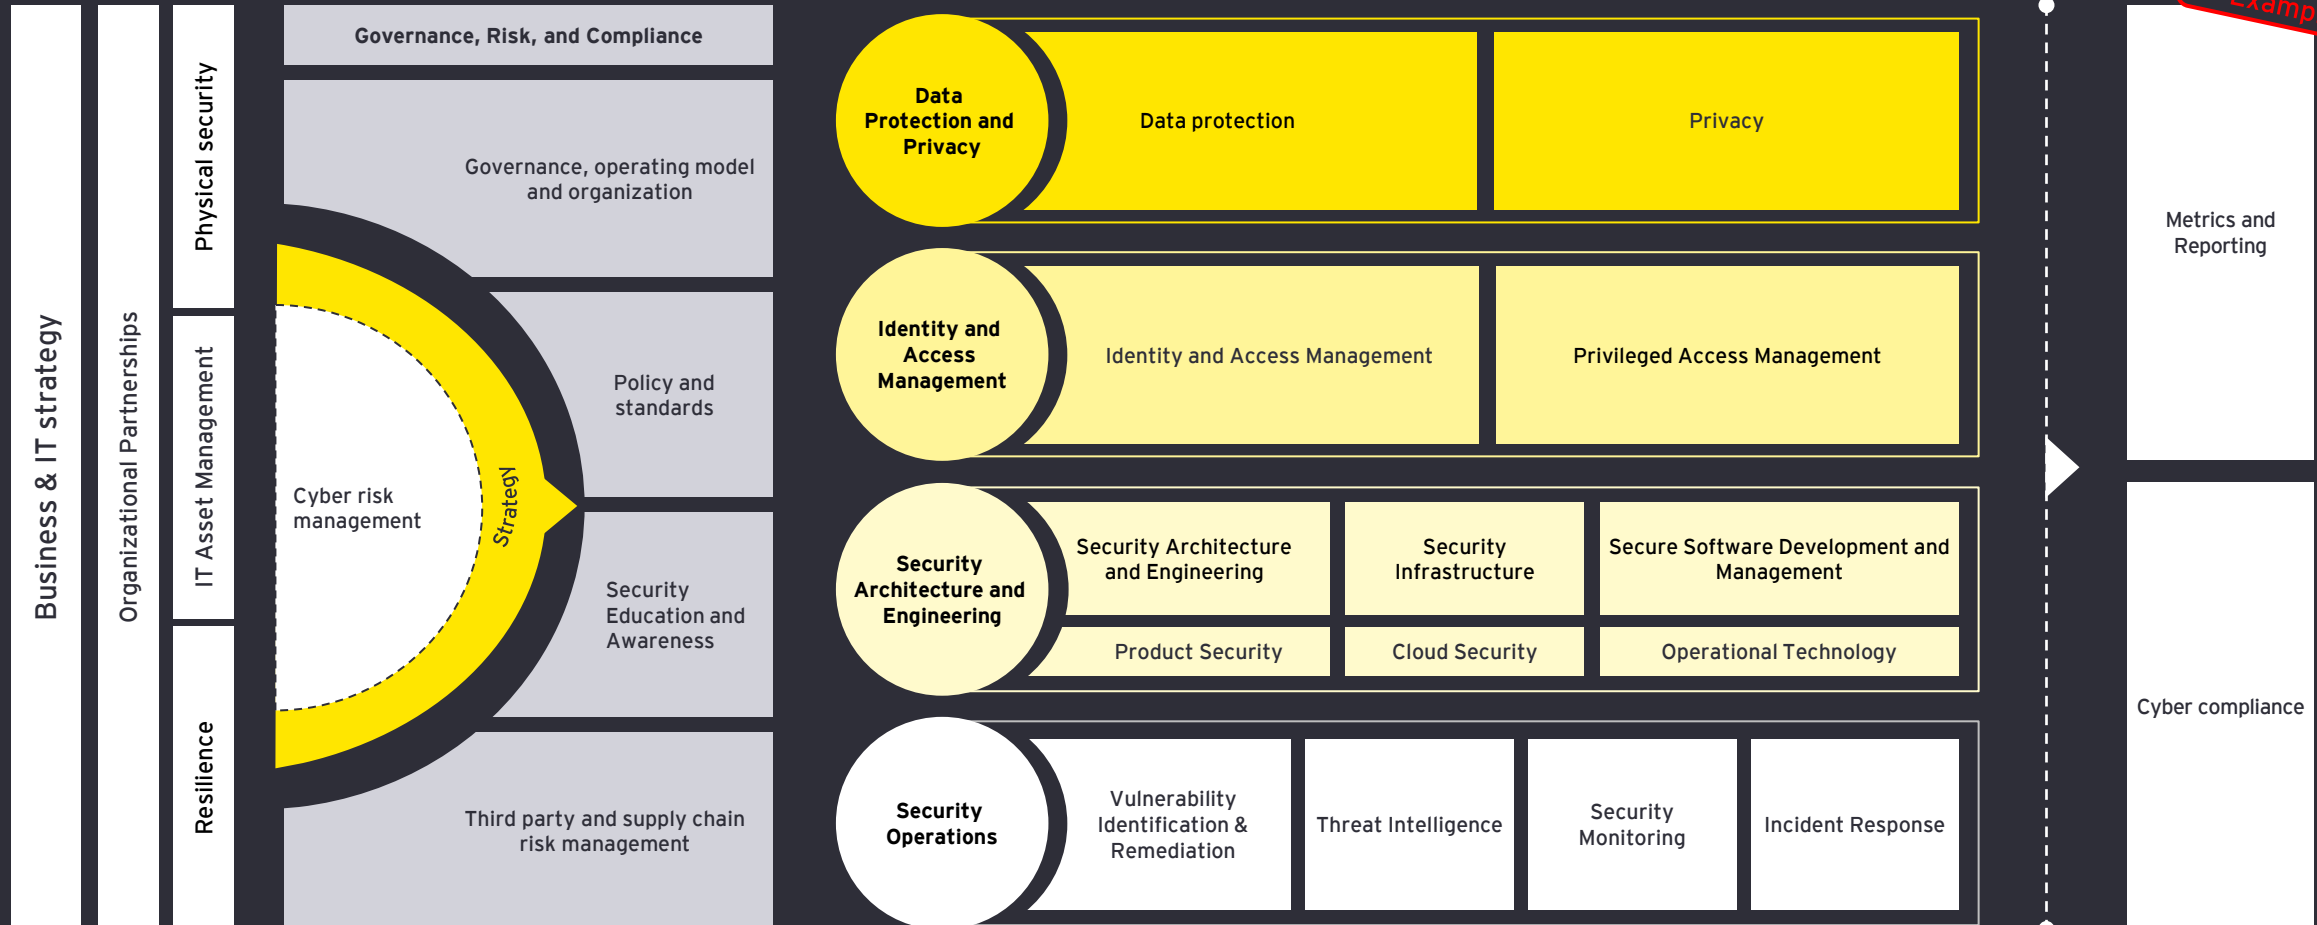 Business & IT strategy
Organizational Partnerships
Physical security
IT Asset Management
Resilience
Governance, Risk, and Compliance
Governance, operating model
and organization
Policy and
standards
Security
Education and
Awareness
Third party and supply chain
risk management
Cyber risk
management
Strategy
Data
Protection and
Privacy
Data protection
Privacy
Identity and
Access
Management
Identity and Access Management
Privileged Access Management
Security
Architecture and
Engineering
Security Architecture
and Engineering
Security
Infrastructure
Secure Software Development and
Management
Product Security
Cloud Security
Operational Technology
Security
Operations
Vulnerability
Identification &
Remediation
Threat Intelligence
Security
Monitoring
Incident Response
Metrics and
Reporting
Cyber compliance